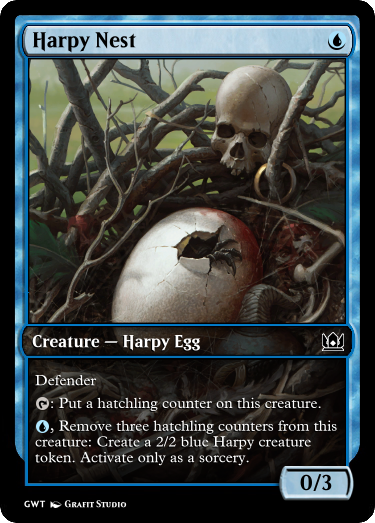 Harpy Nest
Creature — Harpy Egg
Defender
: Put a hatchling counter on this creature.
, Remove three hatchling counters from this
creature: Create a 2/2 blue Harpy creature
token. Activate only as a sorcery.
0/3
GWT Grafit Studio